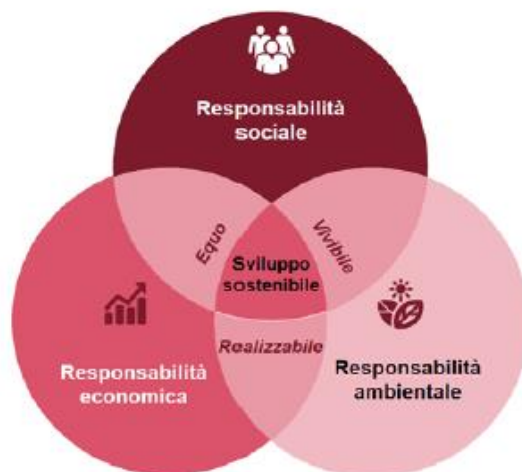 Responsabilità
sociale
Equo
Vivibile
Sviluppo
sostenibile
Realizzabile
Responsabilità
economica
Responsabilità
ambientale